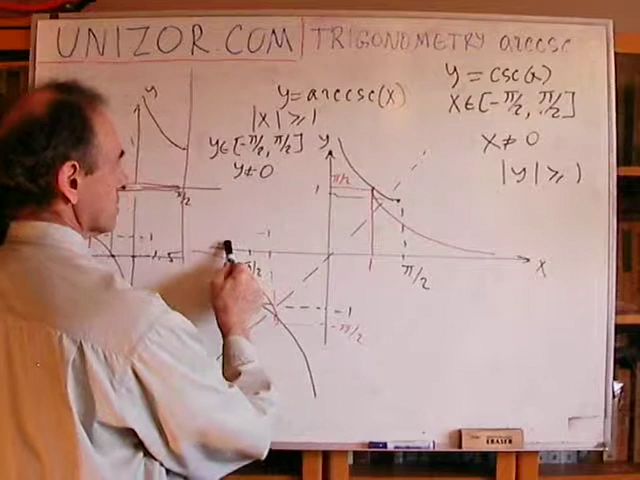 UNIZOR.COM | TRIGONOMETRY arccsc
y = csc(x)
x∈[-π/2, π/2]
x≠0
|y| ⩾ 1
y = arccsc(x)
|x| ⩾ 1
y∈[-π/2, π/2]
y≠0
y
π/2
y
π/2
1
x
1
π/2
-1
π/2
-1
-π/2
-1
ERASER